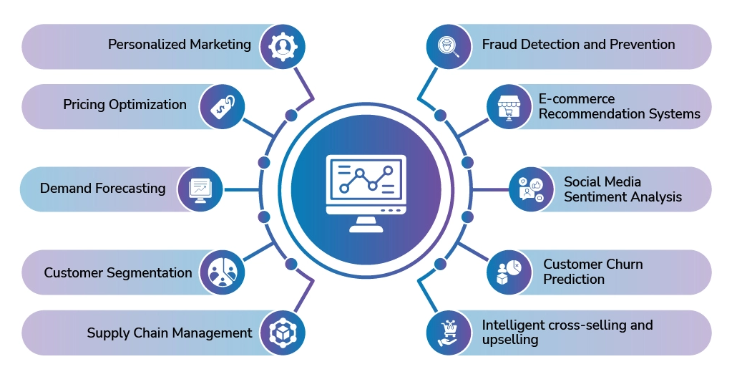 Personalized Marketing
Pricing Optimization
Demand Forecasting
Customer Segmentation
Supply Chain Management
Fraud Detection and Prevention
E-commerce
Recommendation Systems
Social Media
Sentiment Analysis
Customer Churn
Prediction
Intelligent cross-selling and
upselling